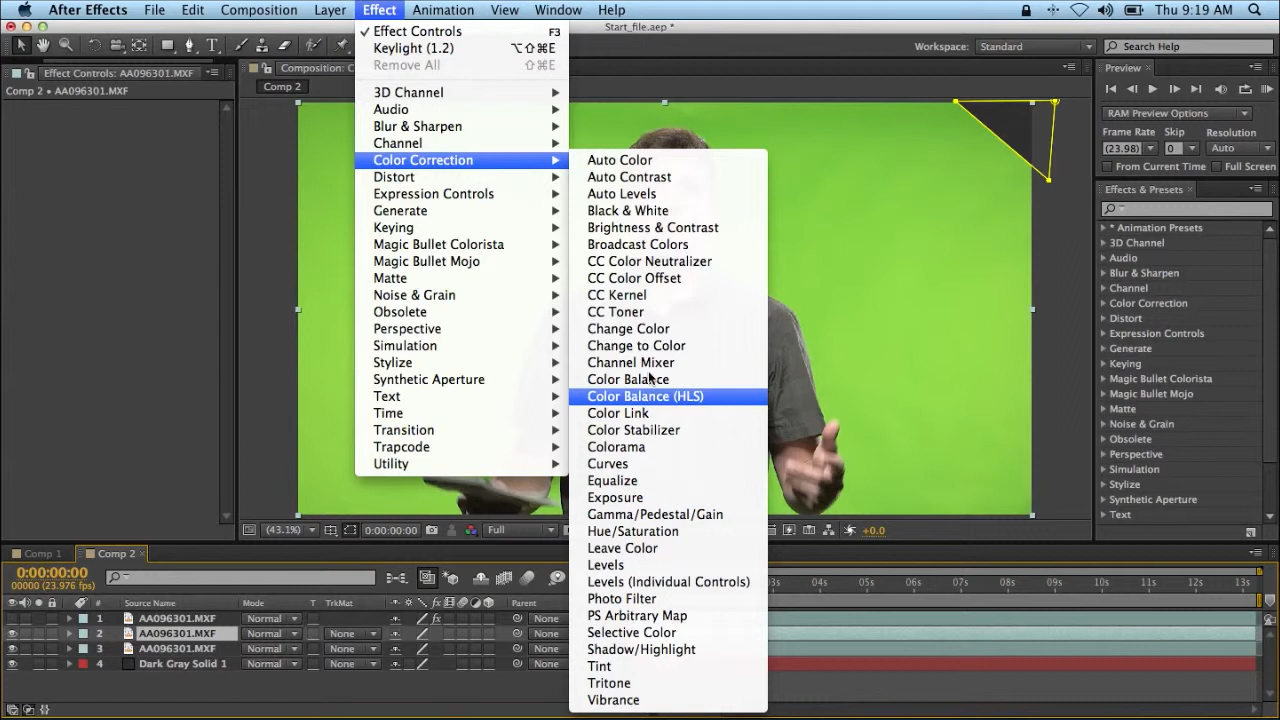 After Effects File Edit Composition Layer Effect Animation View Window Help Thu 9:19 AM
Start_file.aep *
Workspace: Standard Search Help
Effect Controls: AA096301.MXF
Comp 2 • AA096301.MXF
Composition: C
Comp 2
✓ Effect Controls F3
Keylight (1.2) ⌥⇧⌘E
Remove All ⇧⌘E
3D Channel
Audio
Blur & Sharpen
Channel
Color Correction
Distort
Expression Controls
Generate
Keying
Magic Bullet Colorista
Magic Bullet Mojo
Matte
Noise & Grain
Obsolete
Perspective
Simulation
Stylize
Synthetic Aperture
Text
Time
Transition
Trapcode
Utility
Auto Color
Auto Contrast
Auto Levels
Black & White
Brightness & Contrast
Broadcast Colors
CC Color Neutralizer
CC Color Offset
CC Kernel
CC Toner
Change Color
Change to Color
Channel Mixer
Color Balance
Color Balance (HLS)
Color Link
Color Stabilizer
Colorama
Curves
Equalize
Exposure
Gamma/Pedestal/Gain
Hue/Saturation
Leave Color
Levels
Levels (Individual Controls)
Photo Filter
PS Arbitrary Map
Selective Color
Shadow/Highlight
Tint
Tritone
Vibrance
Preview
RAM Preview Options
Frame Rate Skip Resolution
(23.98) 0 Auto
From Current Time Full Screen
Effects & Presets
* Animation Presets
3D Channel
Audio
Blur & Sharpen
Channel
Color Correction
Distort
Expression Controls
Generate
Keying
Magic Bullet Colorista
Magic Bullet Mojo
Matte
Noise & Grain
Obsolete
Perspective
Simulation
Stylize
Synthetic Aperture
Text
(43.1%) 0:00:00:00 Full +0.0
Comp 1 Comp 2
0:00:00:00
00000 (23.976 fps)
03s 04s 05s 06s 07s 08s 09s 10s 11s 12s 13s
# Source Name Mode T TrkMat Parent
1 AA096301.MXF Normal None
2 AA096301.MXF Normal None None
3 AA096301.MXF Normal None None
4 Dark Gray Solid 1 Normal None None